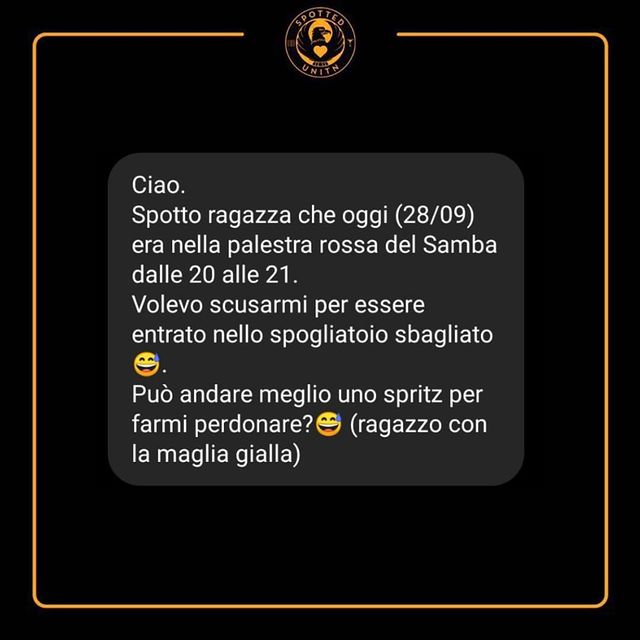 SPOTTED
UNITN
Ciao.
Spotto ragazza che oggi (28/09)
era nella palestra rossa del Samba
dalle 20 alle 21.
Volevo scusarmi per essere
entrato nello spogliatoio sbagliato
😅.
Può andare meglio uno spritz per
farmi perdonare?😅 (ragazzo con
la maglia gialla)